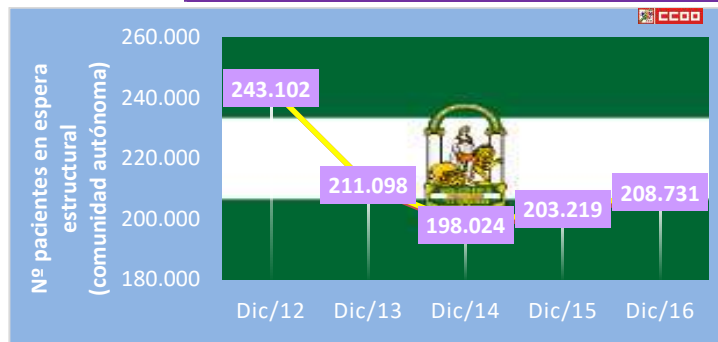 CCOO
Nº pacientes en espera
estructural
(comunidad autónoma)
260.000
240.000
220.000
200.000
180.000
243.102
211.098
198.024
203.219
208.731
Dic/12
Dic/13
Dic/14
Dic/15
Dic/16